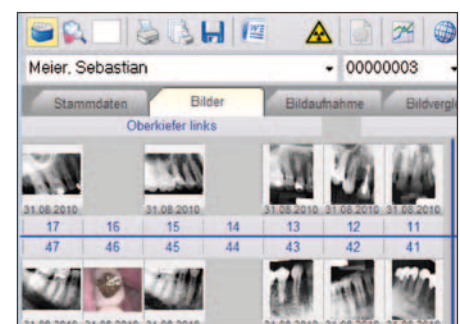 Meier, Sebastian 00000003
Stammdaten Bilder Bildaufnahme Bildvergle
Oberkiefer links
31.08.2010 31.08.2010 31.08.2010 31.08.2010 31.08.2010
17 16 15 14 13 12 11
47 46 45 44 43 42 41